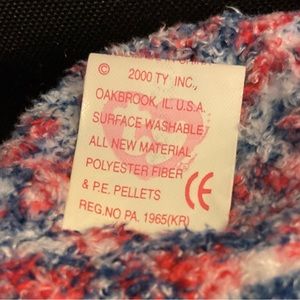 © 2000 TY INC.,
OAKBROOK, IL. U.S.A.
SURFACE WASHABLE
ALL NEW MATERIAL
POLYESTER FIBER
& P.E. PELLETS
REG.NO PA. 1965(KR)
CE